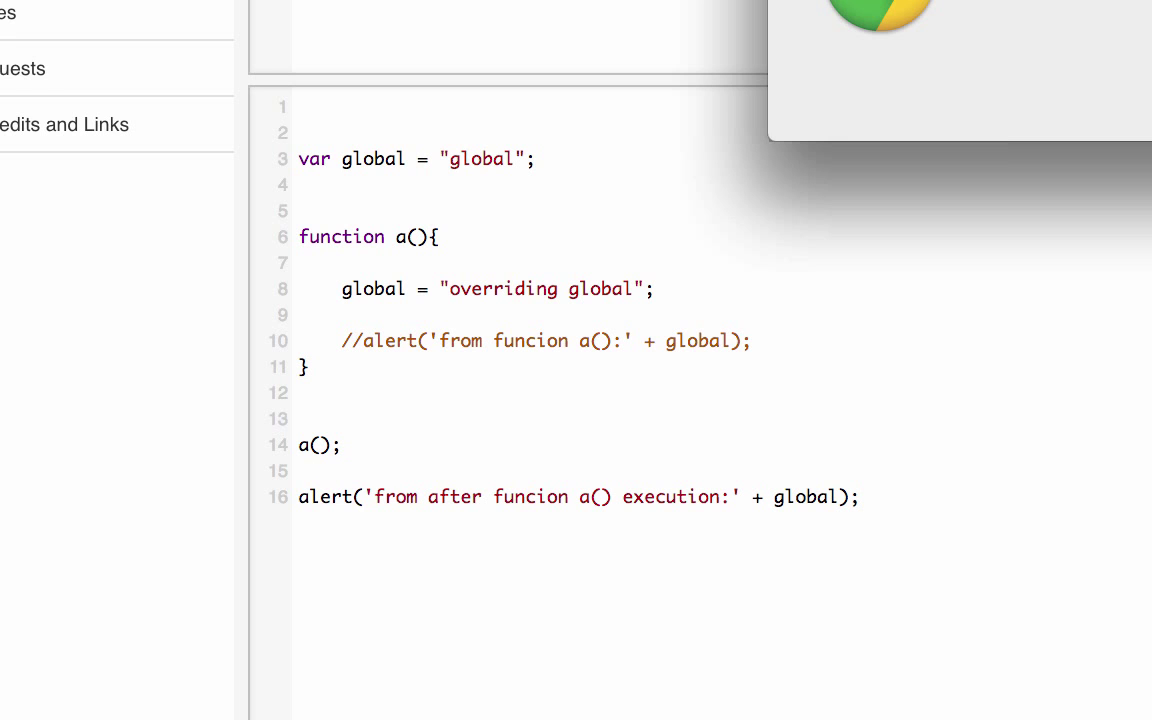 es
uests
edits and Links
1
2
3 var global = "global";
4
5
6 function a(){
7
8 global = "overriding global";
9
10 //alert('from funcion a():' + global);
11 }
12
13
14 a();
15
16 alert('from after funcion a() execution:' + global);